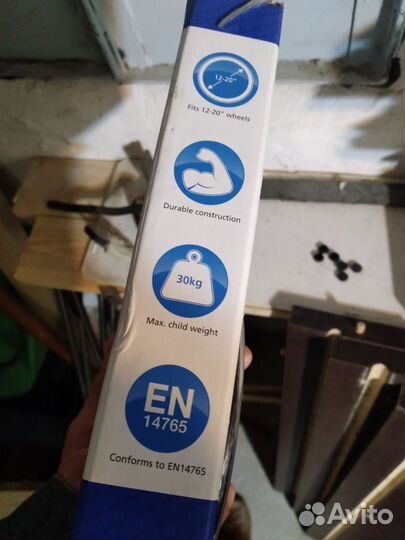 12-20"
Fits 12-20" wheels
Durable construction
30kg
Max. child weight
EN
14765
Conforms to EN14765
Avito